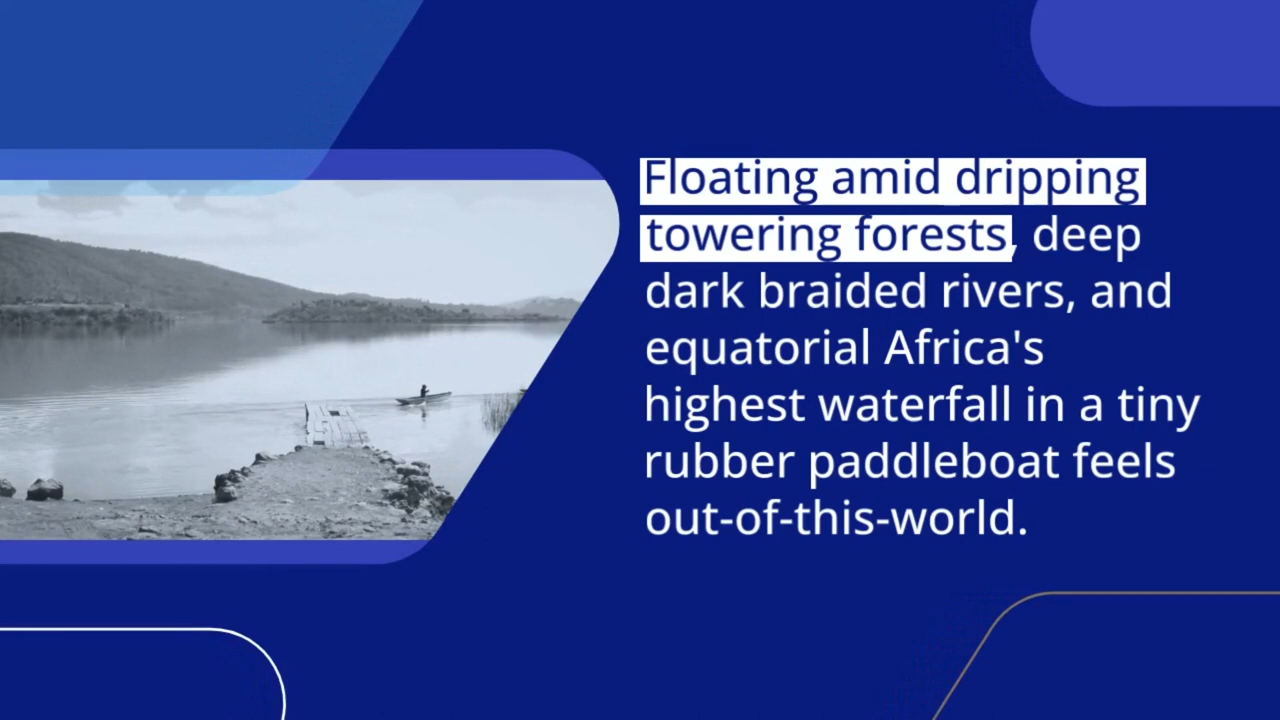 Floating amid dripping
towering forests, deep
dark braided rivers, and
equatorial Africa's
highest waterfall in a tiny
rubber paddleboat feels
out-of-this-world.